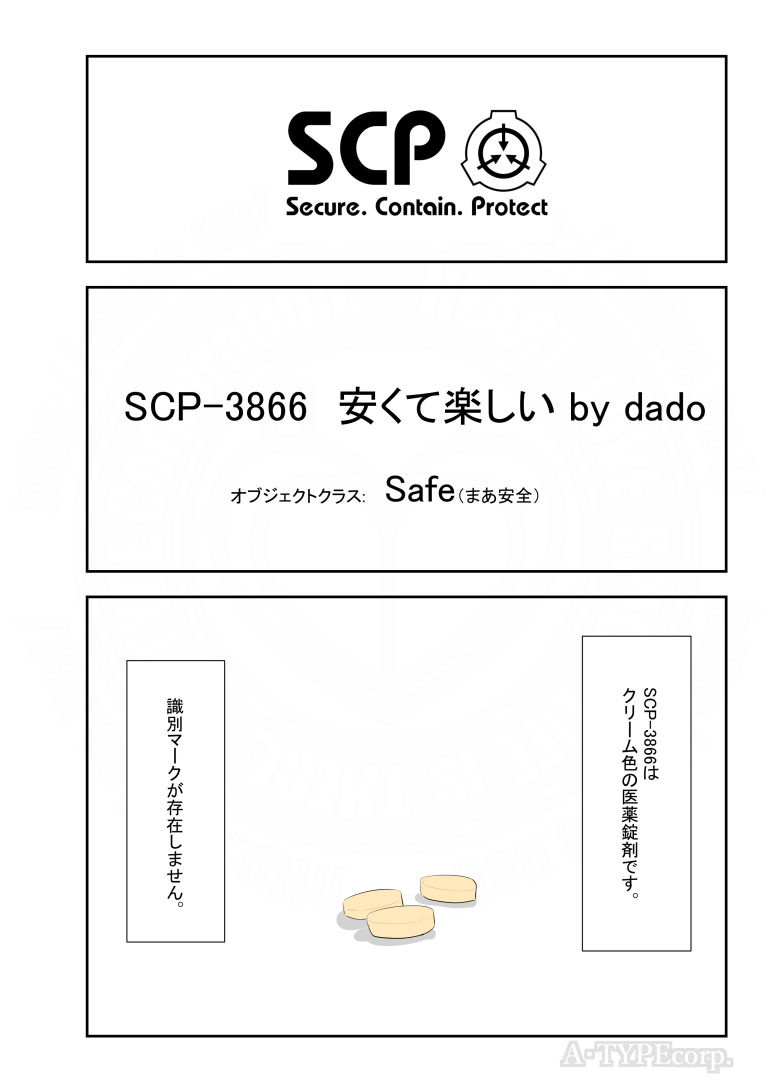 SCP
Secure. Contain. Protect
SCP-3866　安くて楽しい by dado
オブジェクトクラス:　Safe（まあ安全）
SCP-3866は
クリーム色の医薬錠剤です。
識別マークが存在しません。
A-TYPEcorp.